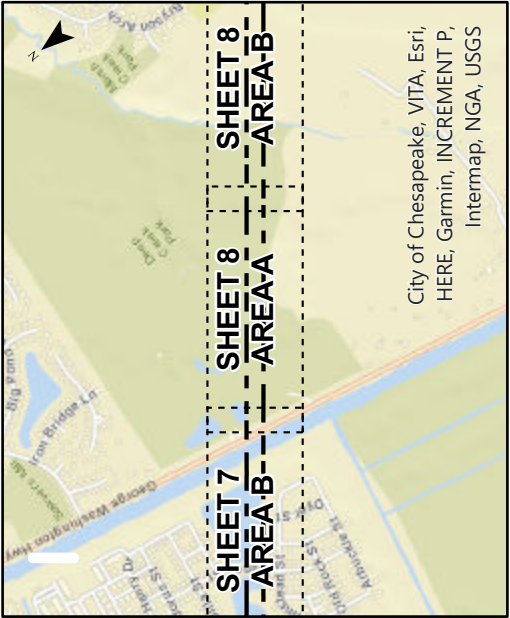 SHEET 7
AREA B
SHEET 8
AREA A
SHEET 8
AREA B
City of Chesapeake, VITA, Esri,
HERE, Garmin, INCREMENT P,
Intermap, NGA, USGS
N
Bryson Arch
Deep
Creek
Park
Big Pond
Iron Bridge Ln
George Washington Hwy
Henry Dr
Dyer St
Old Rock St
Arbuckle St